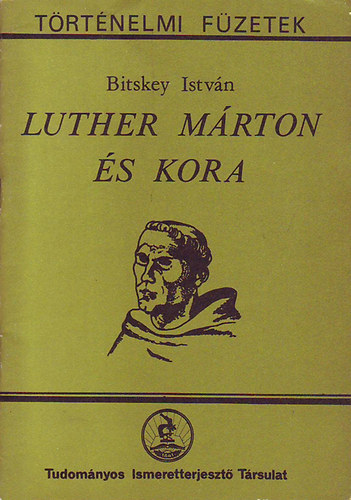 TÖRTÉNELMI FÜZETEK
Bitskey István
LUTHER MÁRTON
ÉS KORA
Tudományos Ismeretterjesztő Társulat